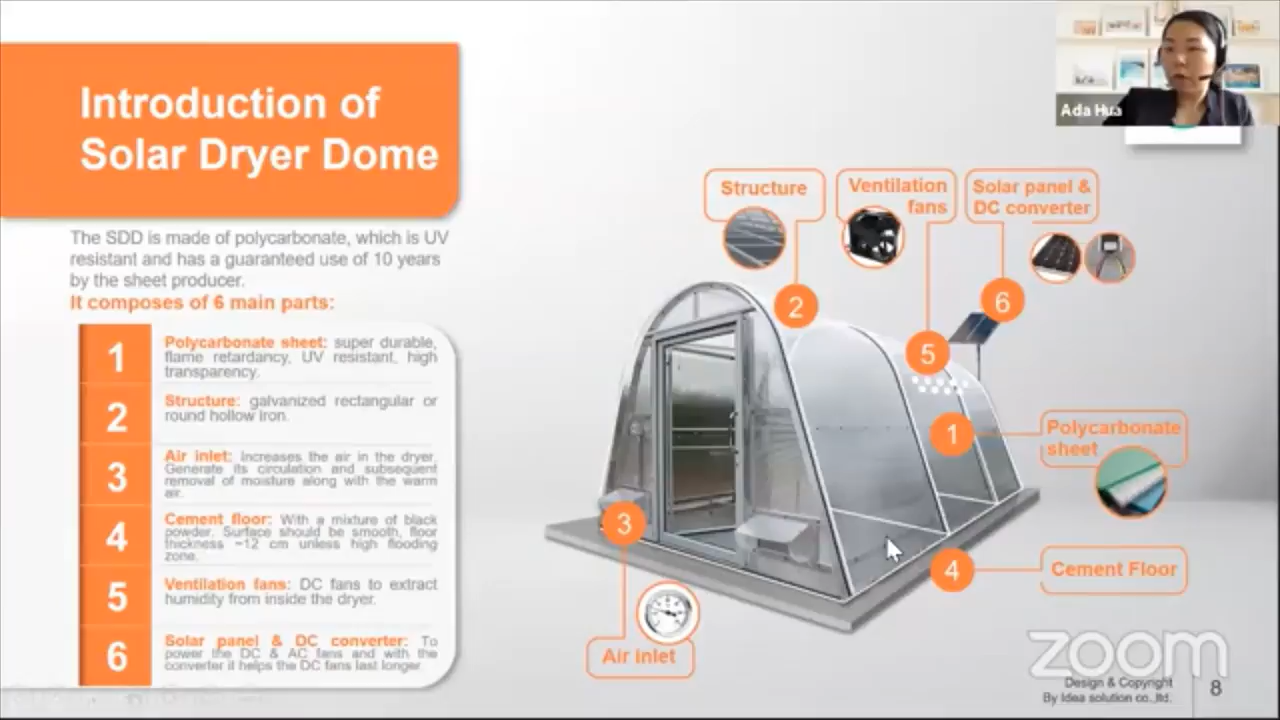 Introduction of
Solar Dryer Dome
The SDD is made of polycarbonate, which is UV
resistant and has a guaranteed use of 10 years
by the sheet producer.
It composes of 6 main parts:
1
Polycarbonate sheet: super durable,
flame retardancy, UV resistant, high
transparency.
2
Structure: galvanized rectangular or
round hollow iron.
3
Air inlet: Increases the air in the dryer.
Generate its circulation and subsequent
removal of moisture along with the warm
air.
4
Cement floor: With a mixture of black
powder. Surface should be smooth, floor
thickness ~12 cm unless high flooding
zone.
5
Ventilation fans: DC fans to extract
humidity from inside the dryer.
6
Solar panel & DC converter: To
power the DC & AC fans and with the
converter it helps the DC fans last longer
Ada Hua
Structure
Ventilation
fans
Solar panel &
DC converter
2
6
5
1
Polycarbonate
sheet
3
4
Cement Floor
Air inlet
zoom
Design & Copyright
By Idea solution co.,ltd.
8